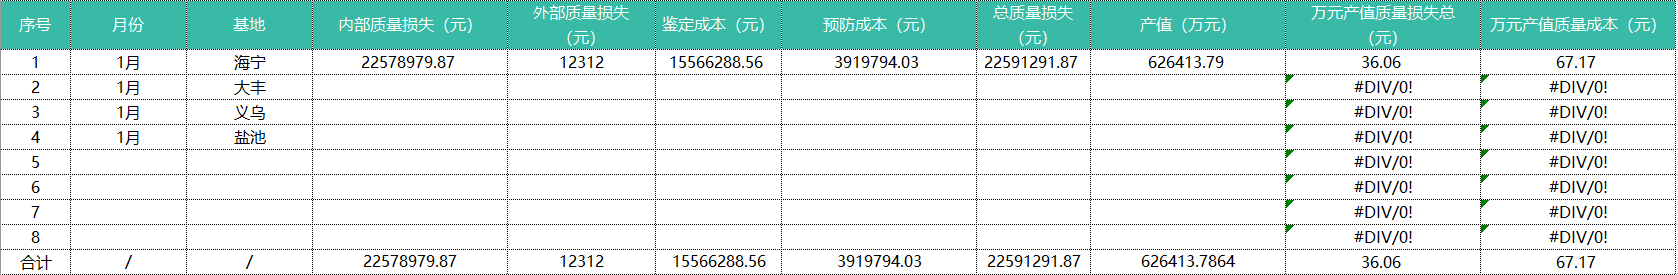 序号 月份 基地 内部质量损失（元） 外部质量损失（元） 鉴定成本（元） 预防成本（元） 总质量损失（元） 产值（万元） 万元产值质量损失总（元） 万元产值质量成本（元）
1 1月 海宁 22578979.87 12312 15566288.56 3919794.03 22591291.87 626413.79 36.06 67.17
2 1月 大丰 #DIV/0! #DIV/0!
3 1月 义乌 #DIV/0! #DIV/0!
4 1月 盐池 #DIV/0! #DIV/0!
5 #DIV/0! #DIV/0!
6 #DIV/0! #DIV/0!
7 #DIV/0! #DIV/0!
8 #DIV/0! #DIV/0!
合计 / / 22578979.87 12312 15566288.56 3919794.03 22591291.87 626413.7864 36.06 67.17